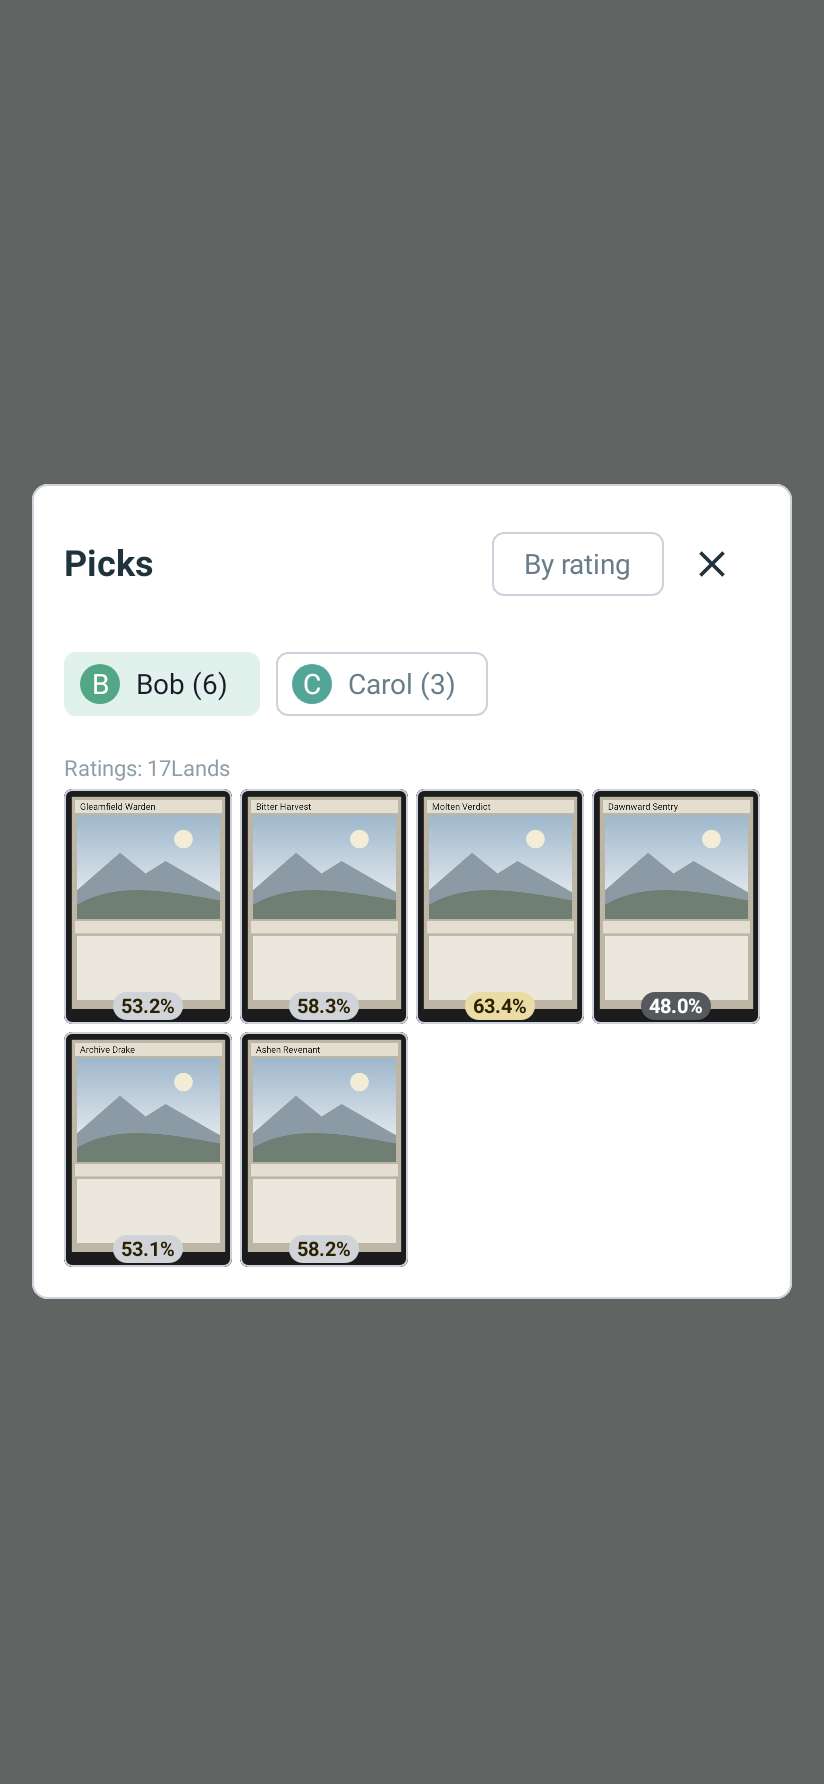 Picks
By rating
B Bob (6)
C Carol (3)
Ratings: 17Lands
Gleamfield Warden
Bitter Harvest
Molten Verdict
Dawnward Sentry
53.2%
58.3%
63.4%
48.0%
Archive Drake
Ashen Revenant
53.1%
58.2%